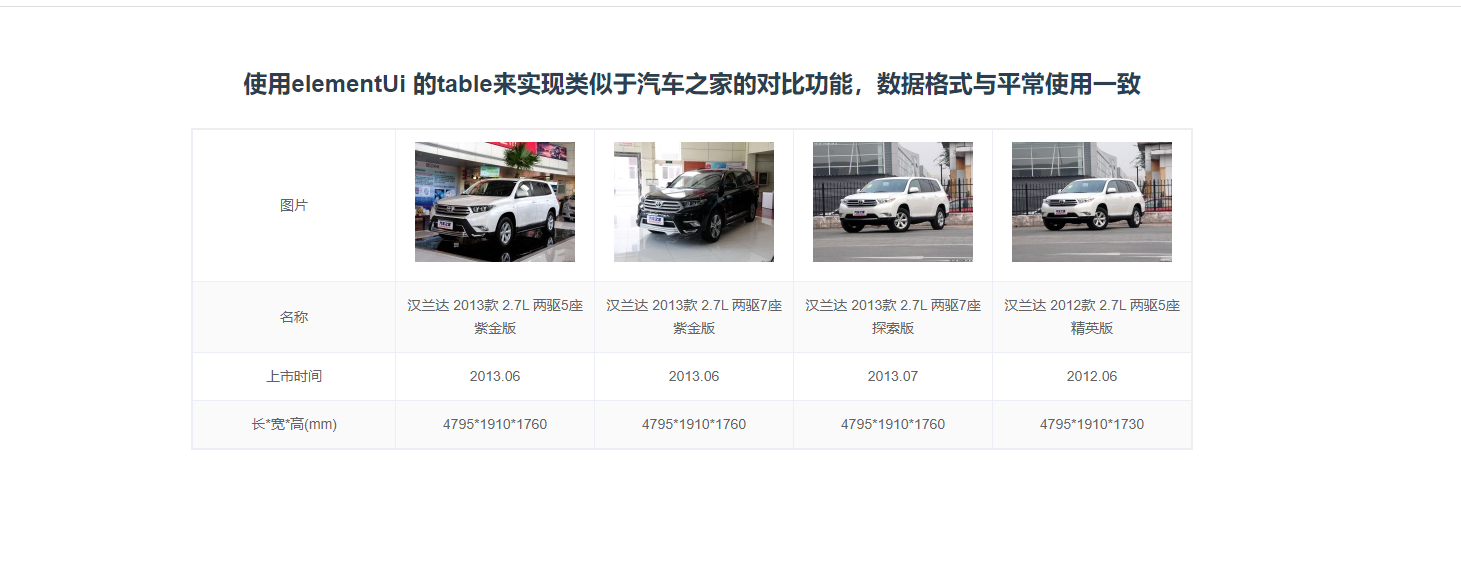 使用elementUi 的table来实现类似于汽车之家的对比功能，数据格式与平常使用一致
图片
名称
汉兰达 2013款 2.7L 两驱5座
紫金版
汉兰达 2013款 2.7L 两驱7座
紫金版
汉兰达 2013款 2.7L 两驱7座
探索版
汉兰达 2012款 2.7L 两驱5座
精英版
上市时间
2013.06
2013.06
2013.07
2012.06
长*宽*高(mm)
4795*1910*1760
4795*1910*1760
4795*1910*1760
4795*1910*1730